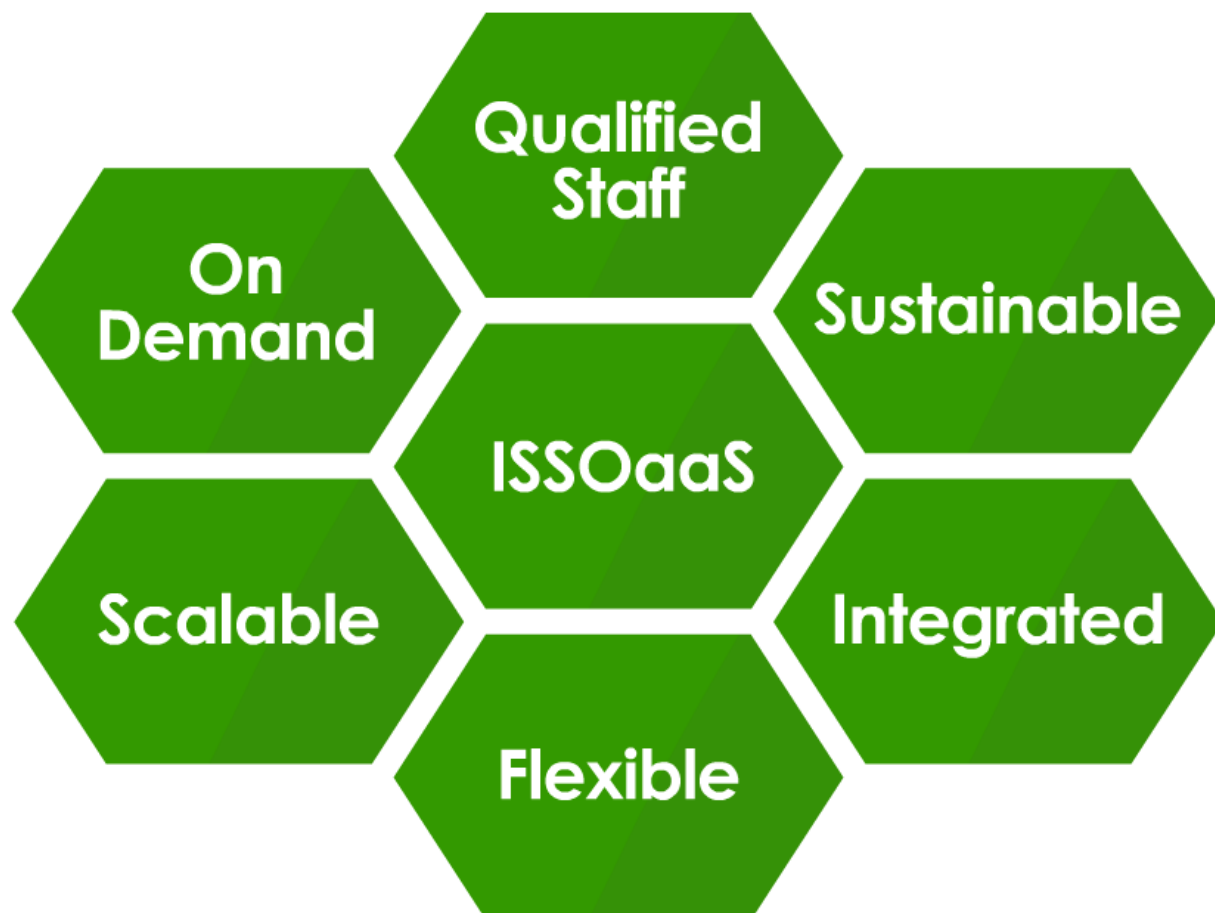 Qualified
Staff
On
Demand
Sustainable
ISSOaaS
Scalable
Integrated
Flexible